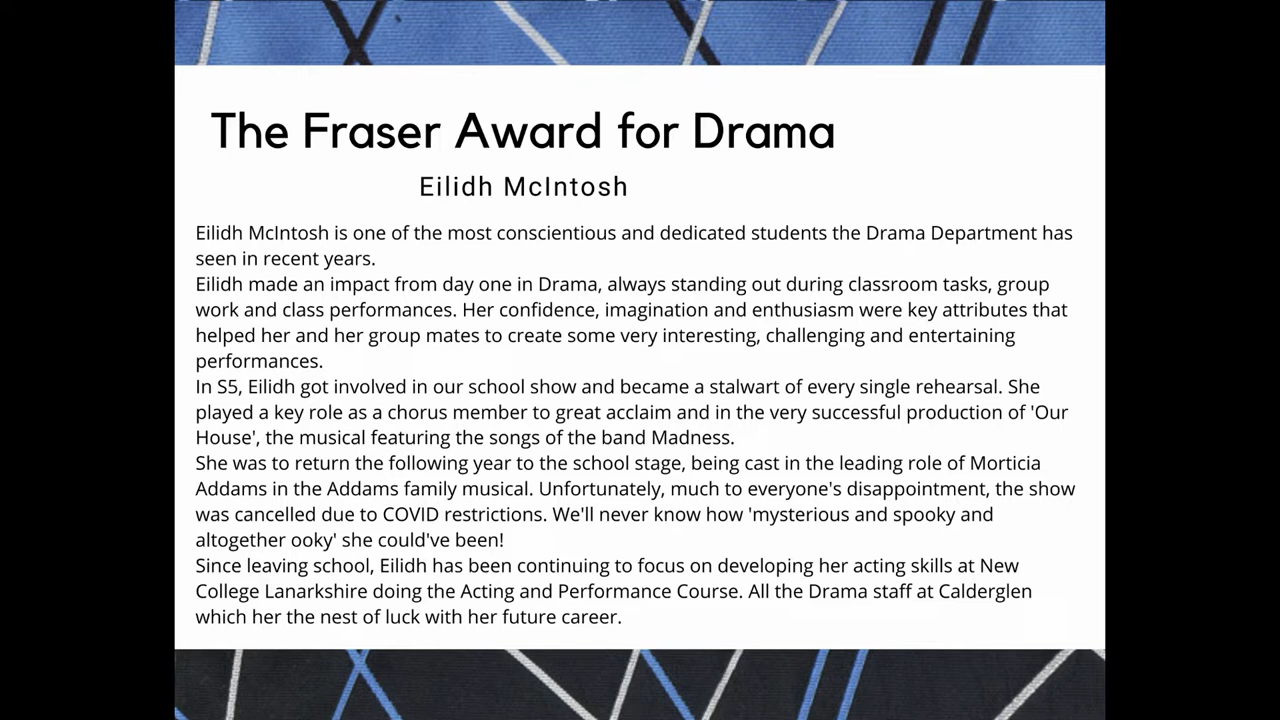 The Fraser Award for Drama
Eilidh McIntosh
Eilidh McIntosh is one of the most conscientious and dedicated students the Drama Department has
seen in recent years.
Eilidh made an impact from day one in Drama, always standing out during classroom tasks, group
work and class performances. Her confidence, imagination and enthusiasm were key attributes that
helped her and her group mates to create some very interesting, challenging and entertaining
performances.
In S5, Eilidh got involved in our school show and became a stalwart of every single rehearsal. She
played a key role as a chorus member to great acclaim and in the very successful production of 'Our
House', the musical featuring the songs of the band Madness.
She was to return the following year to the school stage, being cast in the leading role of Morticia
Addams in the Addams family musical. Unfortunately, much to everyone's disappointment, the show
was cancelled due to COVID restrictions. We'll never know how 'mysterious and spooky and
altogether ooky' she could've been!
Since leaving school, Eilidh has been continuing to focus on developing her acting skills at New
College Lanarkshire doing the Acting and Performance Course. All the Drama staff at Calderglen
which her the nest of luck with her future career.